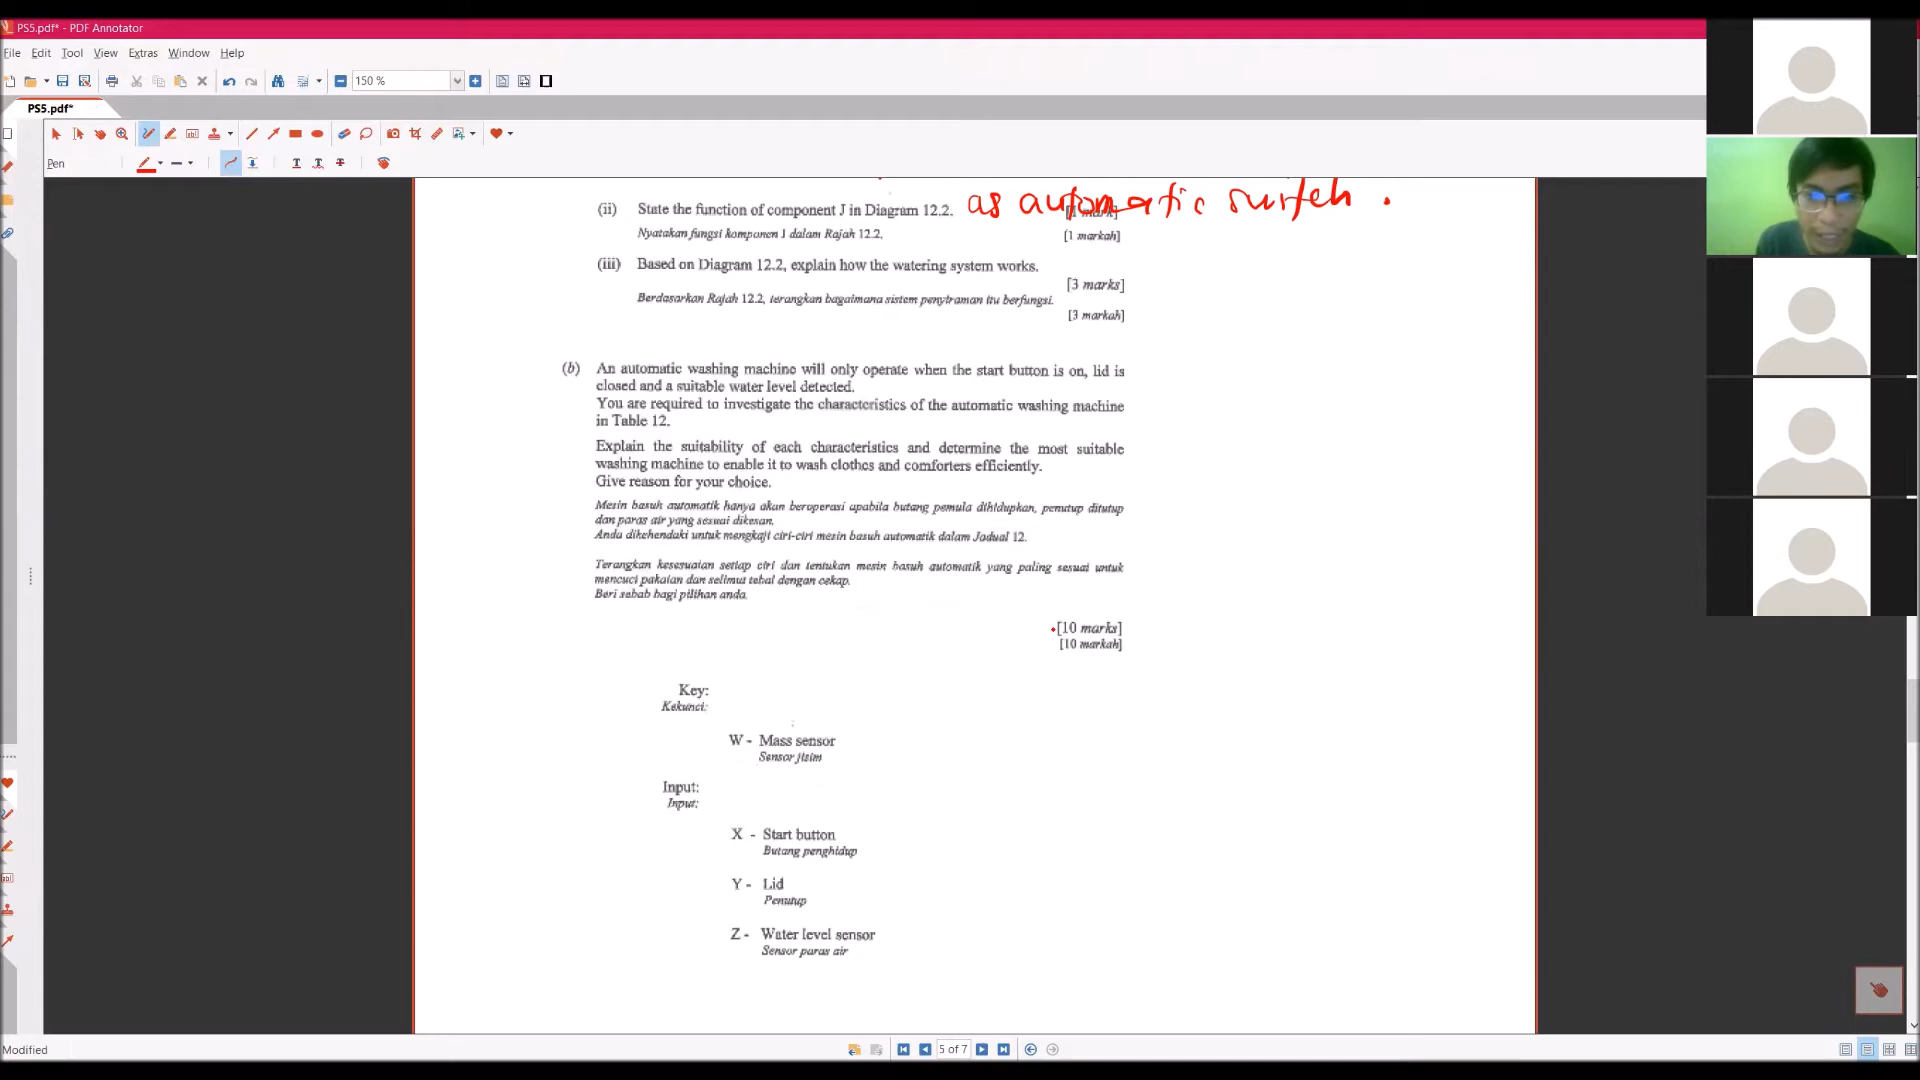 PS5.pdf* - PDF Annotator
File Edit Tool View Extras Window Help
150 %
PS5.pdf*
Pen
as automatic switch.
(ii) State the function of component J in Diagram 12.2. [1 mark]
Nyatakan fungsi komponen J dalam Rajah 12.2. [1 markah]
(iii) Based on Diagram 12.2, explain how the watering system works.
[3 marks]
Berdasarkan Rajah 12.2, terangkan bagaimana sistem penyiraman itu berfungsi.
[3 markah]
(b) An automatic washing machine will only operate when the start button is on, lid is
closed and a suitable water level detected.
You are required to investigate the characteristics of the automatic washing machine
in Table 12.
Explain the suitability of each characteristics and determine the most suitable
washing machine to enable it to wash clothes and comforters efficiently.
Give reason for your choice.
Mesin basuh automatik hanya akan beroperasi apabila butang pemula dihidupkan, penutup ditutup
dan paras air yang sesuai dikesan.
Anda dikehendaki untuk mengkaji ciri-ciri mesin basuh automatik dalam Jadual 12.
Terangkan kesesuaian setiap ciri dan tentukan mesin basuh automatik yang paling sesuai untuk
mencuci pakaian dan selimut tebal dengan cekap.
Beri sebab bagi pilihan anda.
[10 marks]
[10 markah]
Key:
Kekunci:
W - Mass sensor
Sensor jisim
Input:
Input:
X - Start button
Butang penghidup
Y - Lid
Penutup
Z - Water level sensor
Sensor paras air
Modified
5 of 7